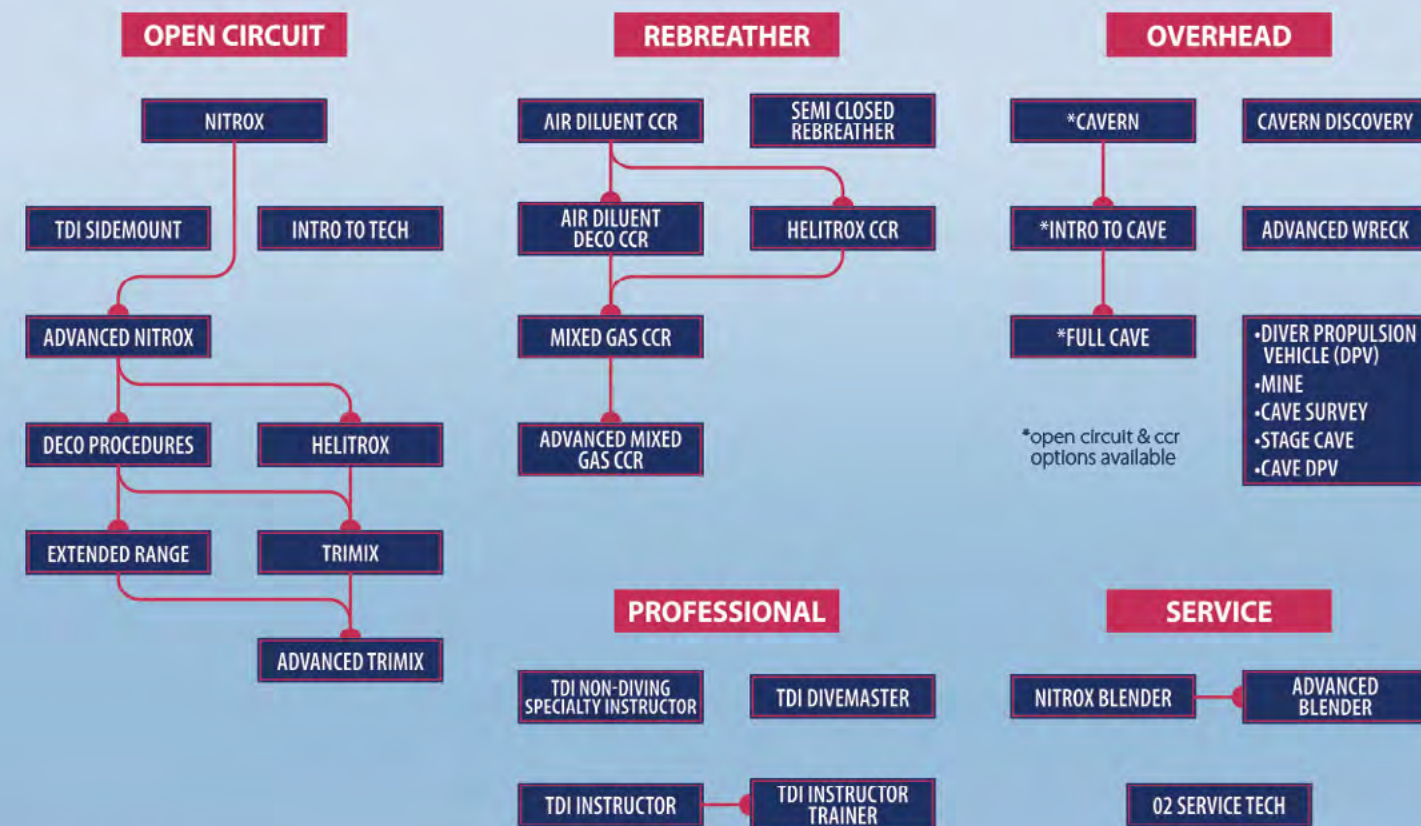 OPEN CIRCUIT
NITROX
TDI SIDEMOUNT
INTRO TO TECH
ADVANCED NITROX
DECO PROCEDURES
HELITROX
EXTENDED RANGE
TRIMIX
ADVANCED TRIMIX
REBREATHER
AIR DILUENT CCR
SEMI CLOSED
REBREATHER
AIR DILUENT
DECO CCR
HELITROX CCR
MIXED GAS CCR
ADVANCED MIXED
GAS CCR
OVERHEAD
*CAVERN
CAVERN DISCOVERY
*INTRO TO CAVE
ADVANCED WRECK
*FULL CAVE
•DIVER PROPULSION
VEHICLE (DPV)
•MINE
•CAVE SURVEY
•STAGE CAVE
•CAVE DPV
*open circuit & ccr
options available
PROFESSIONAL
TDI NON-DIVING
SPECIALTY INSTRUCTOR
TDI DIVEMASTER
TDI INSTRUCTOR
TDI INSTRUCTOR
TRAINER
SERVICE
NITROX BLENDER
ADVANCED
BLENDER
02 SERVICE TECH